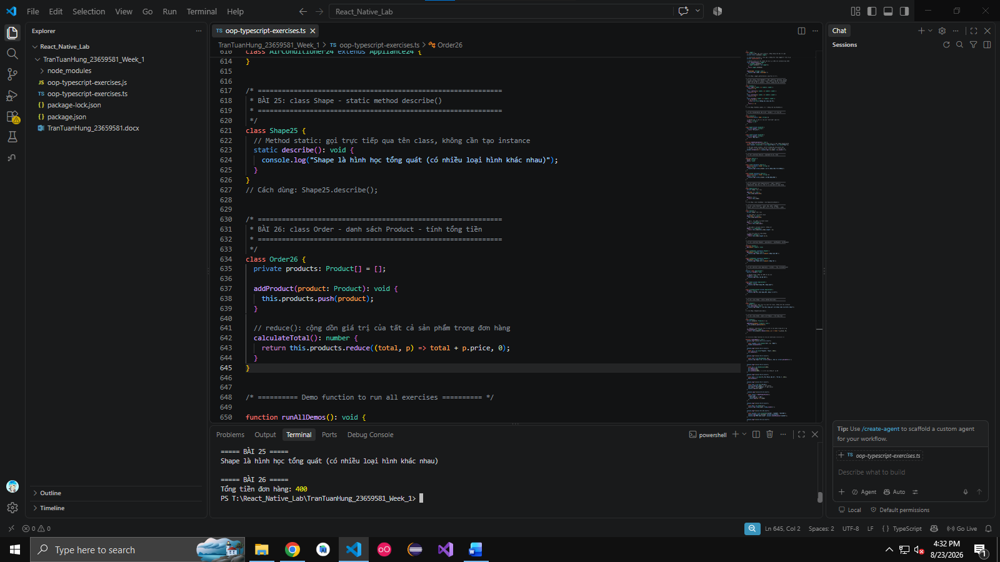 File Edit Selection View Go Run Terminal Help
React_Native_Lab
Explorer
React_Native_Lab
TranTuanHung_23659581_Week_1
node_modules
JS oop-typescript-exercises.js
TS oop-typescript-exercises.ts
{} package-lock.json
{} package.json
TranTuanHung_23659581.docx
Outline
Timeline
TS oop-typescript-exercises.ts
TranTuanHung_23659581_Week_1 > TS oop-typescript-exercises.ts > Order26
610 class AirConditioner24 extends Appliance24 {
614 }
615
616
617 /* =============================================================
618 * BÀI 25: class Shape - static method describe()
619 * =============================================================
620 */
621 class Shape25 {
622 // Method static: gọi trực tiếp qua tên class, không cần tạo instance
623 static describe(): void {
624 console.log("Shape là hình học tổng quát (có nhiều loại hình khác nhau)");
625 }
626 }
627 // Cách dùng: Shape25.describe();
628
629
630 /* =============================================================
631 * BÀI 26: class Order - danh sách Product - tính tổng tiền
632 * =============================================================
633 */
634 class Order26 {
635 private products: Product[] = [];
636
637 addProduct(product: Product): void {
638 this.products.push(product);
639 }
640
641 // reduce(): cộng dồn giá trị của tất cả sản phẩm trong đơn hàng
642 calculateTotal(): number {
643 return this.products.reduce((total, p) => total + p.price, 0);
644 }
645 }
646
647
648 /* ========== Demo function to run all exercises ========== */
649
650 function runAllDemos(): void {
Problems Output Terminal Ports Debug Console
powershell
===== BÀI 25 =====
Shape là hình học tổng quát (có nhiều loại hình khác nhau)
===== BÀI 26 =====
Tổng tiền đơn hàng: 400
PS T:\React_Native_Lab\TranTuanHung_23659581_Week_1>
Chat
Sessions
Tip: Use /create-agent to scaffold a custom agent
for your workflow.
TS oop-typescript-exercises.ts
Describe what to build
Agent Auto
Local Default permissions
0 0
Ln 645, Col 2 Spaces: 2 UTF-8 LF {} TypeScript Go Live
Type here to search
4:32 PM
8/23/2026
1